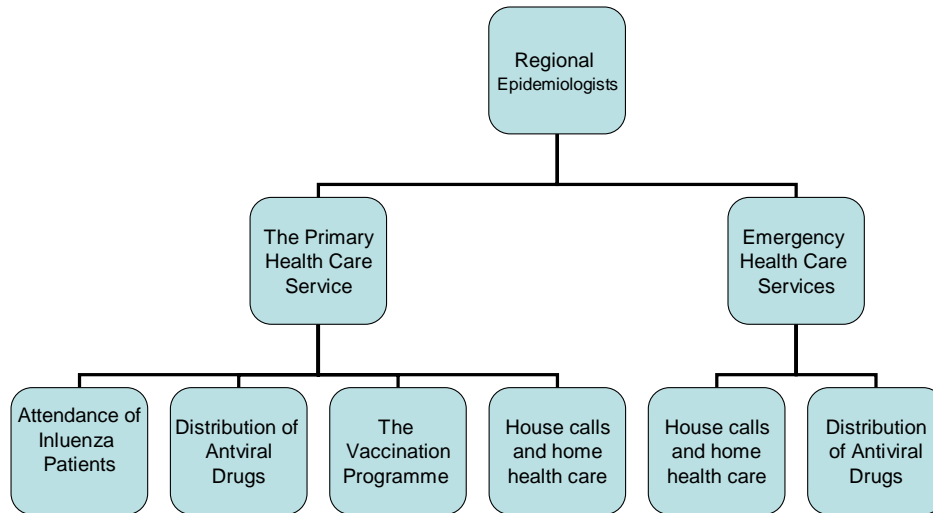 Regional
Epidemiologists
The Primary
Health Care
Service
Emergency
Health Care
Services
Attendance of
Inluenza
Patients
Distribution of
Antviral
Drugs
The
Vaccination
Programme
House calls
and home
health care
House calls
and home
health care
Distribution
of Antiviral
Drugs